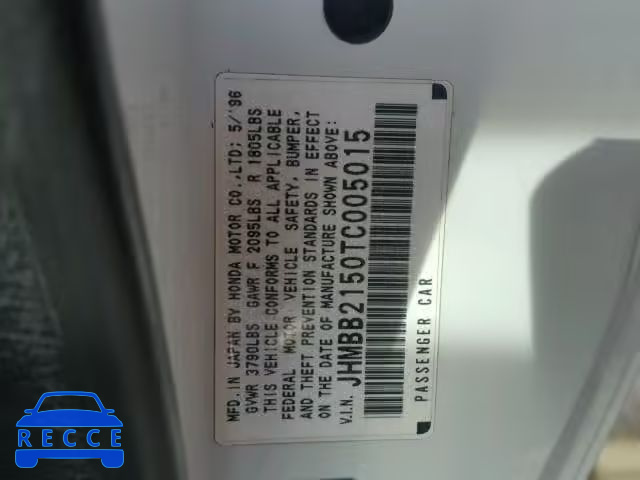 MFD. IN JAPAN BY HONDA MOTOR CO.,LTD; 5/'96
GVWR 3790LBS GAWR F 2095LBS R 1805LBS
THIS VEHICLE CONFORMS TO ALL APPLICABLE
FEDERAL MOTOR VEHICLE SAFETY, BUMPER,
AND THEFT PREVENTION STANDARDS IN EFFECT
ON THE DATE OF MANUFACTURE SHOWN ABOVE:
V.I.N. JHMBB2150TC005015
PASSENGER CAR
RECCE